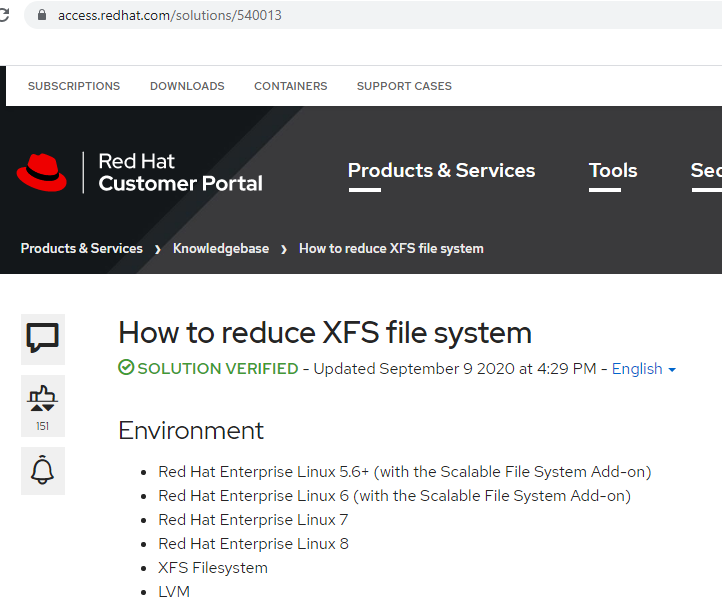 access.redhat.com/solutions/540013
SUBSCRIPTIONS DOWNLOADS CONTAINERS SUPPORT CASES
Red Hat
Customer Portal
Products & Services Tools Sec
Products & Services › Knowledgebase › How to reduce XFS file system
How to reduce XFS file system
SOLUTION VERIFIED - Updated September 9 2020 at 4:29 PM - English
151
Environment
• Red Hat Enterprise Linux 5.6+ (with the Scalable File System Add-on)
• Red Hat Enterprise Linux 6 (with the Scalable File System Add-on)
• Red Hat Enterprise Linux 7
• Red Hat Enterprise Linux 8
• XFS Filesystem
• LVM